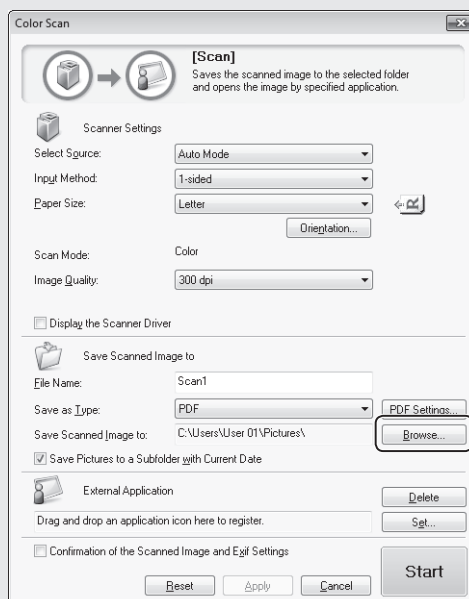 Color Scan
[Scan]
Saves the scanned image to the selected folder
and opens the image by specified application.
Scanner Settings
Select Source: Auto Mode
Input Method: 1-sided
Paper Size: Letter
R
Orientation...
Scan Mode: Color
Image Quality: 300 dpi
Display the Scanner Driver
Save Scanned Image to
File Name: Scan1
Save as Type: PDF PDF Settings...
Save Scanned Image to: C:\Users\User 01\Pictures\ Browse...
Save Pictures to a Subfolder with Current Date
External Application Delete
Drag and drop an application icon here to register. Set...
Confirmation of the Scanned Image and Exif Settings
Start
Reset Apply Cancel